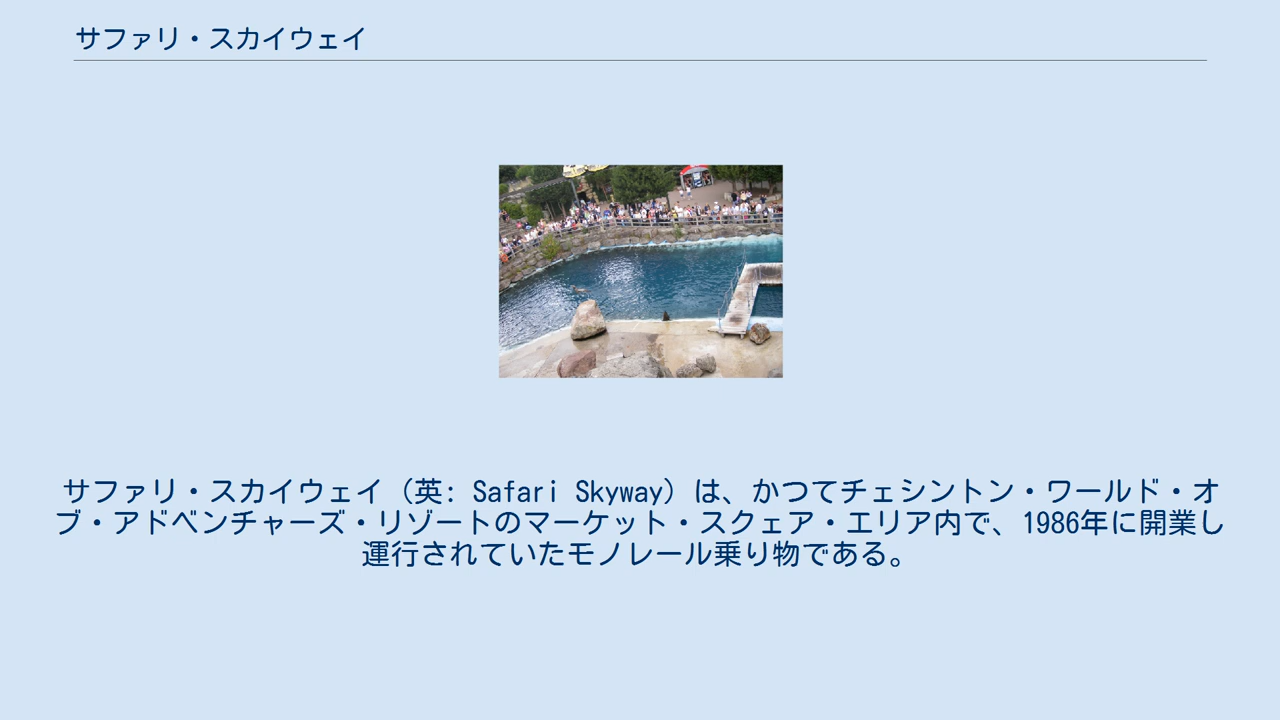 サファリ・スカイウェイ
サファリ・スカイウェイ（英: Safari Skyway）は、かつてチェシントン・ワールド・オ
ブ・アドベンチャーズ・リゾートのマーケット・スクェア・エリア内で、1986年に開業し
運行されていたモノレール乗り物である。